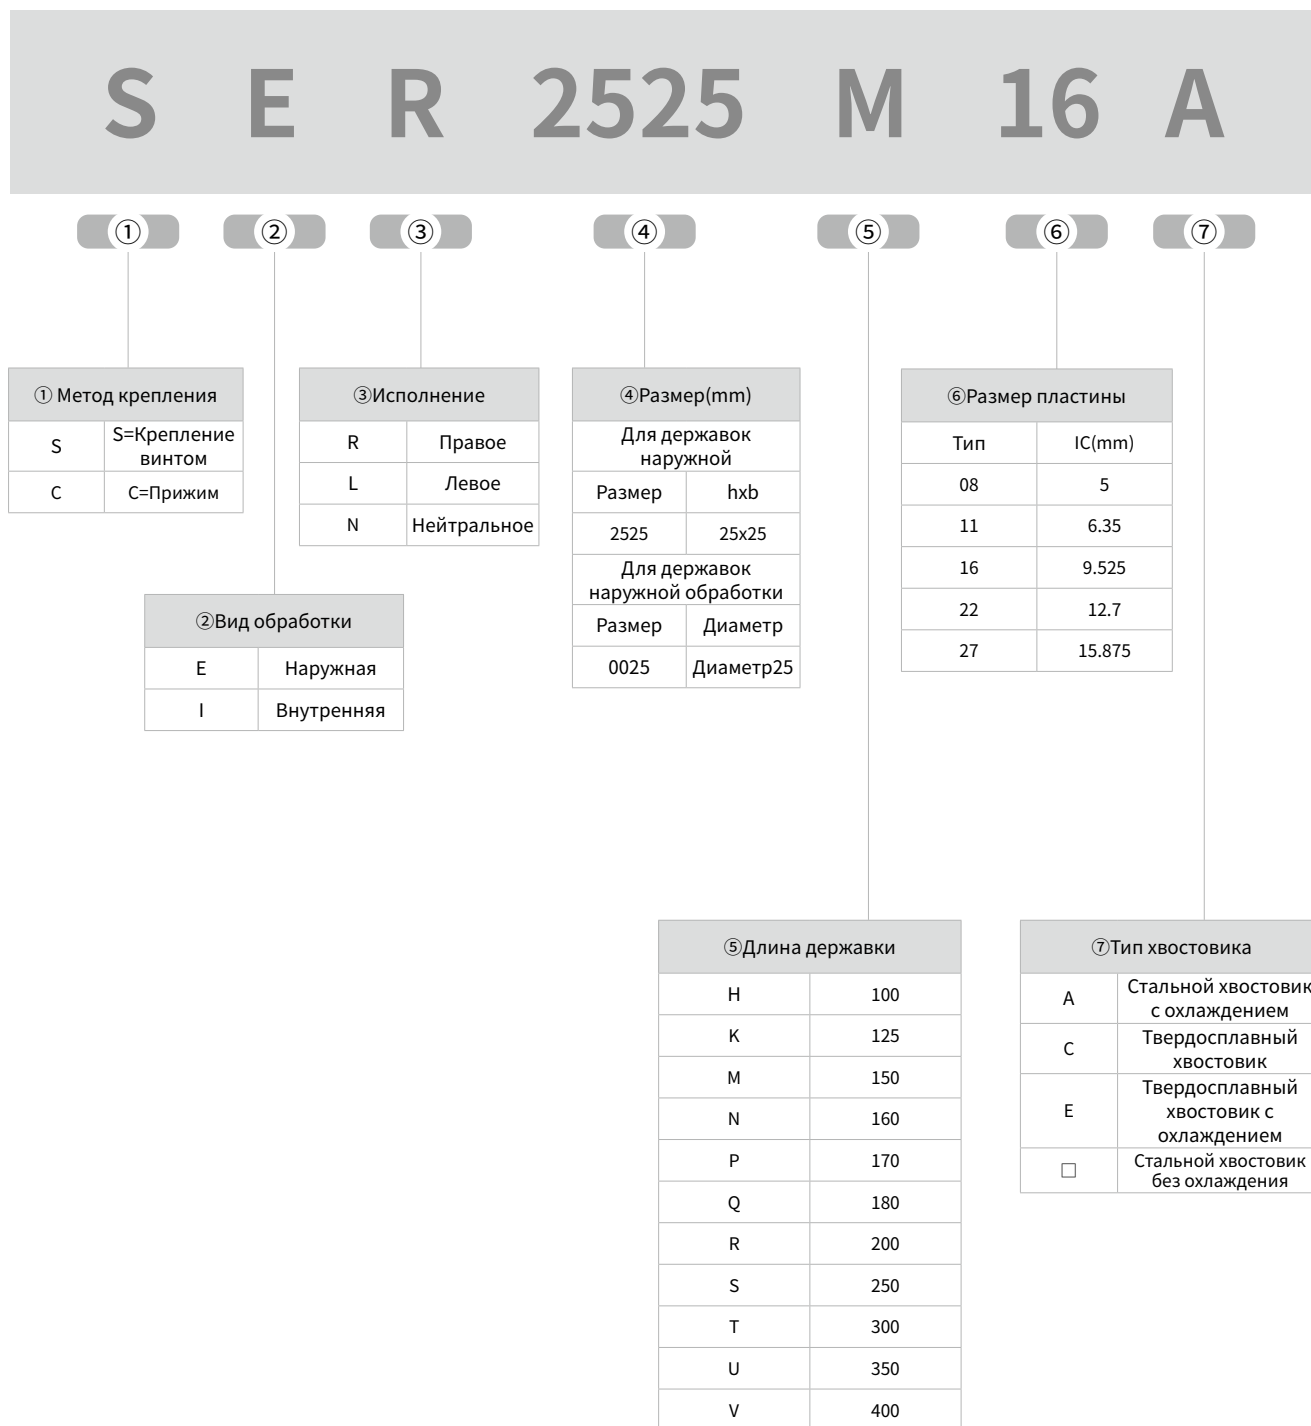 S E R 2525 M 16 A
① ② ③ ④ ⑤ ⑥ ⑦
① Метод крепления
S S=Крепление
винтом
C C=Прижим
②Вид обработки
E Наружная
I Внутренняя
③Исполнение
R Правое
L Левое
N Нейтральное
④Размер(mm)
Для державок
наружной
Размер hxb
2525 25x25
Для державок
наружной обработки
Размер Диаметр
0025 Диаметр25
⑥Размер пластины
Тип IC(mm)
08 5
11 6.35
16 9.525
22 12.7
27 15.875
⑤Длина державки
H 100
K 125
M 150
N 160
P 170
Q 180
R 200
S 250
T 300
U 350
V 400
⑦Тип хвостовика
A Стальной хвостовик
с охлаждением
C Твердосплавный
хвостовик
E Твердосплавный
хвостовик с
охлаждением
□ Стальной хвостовик
без охлаждения